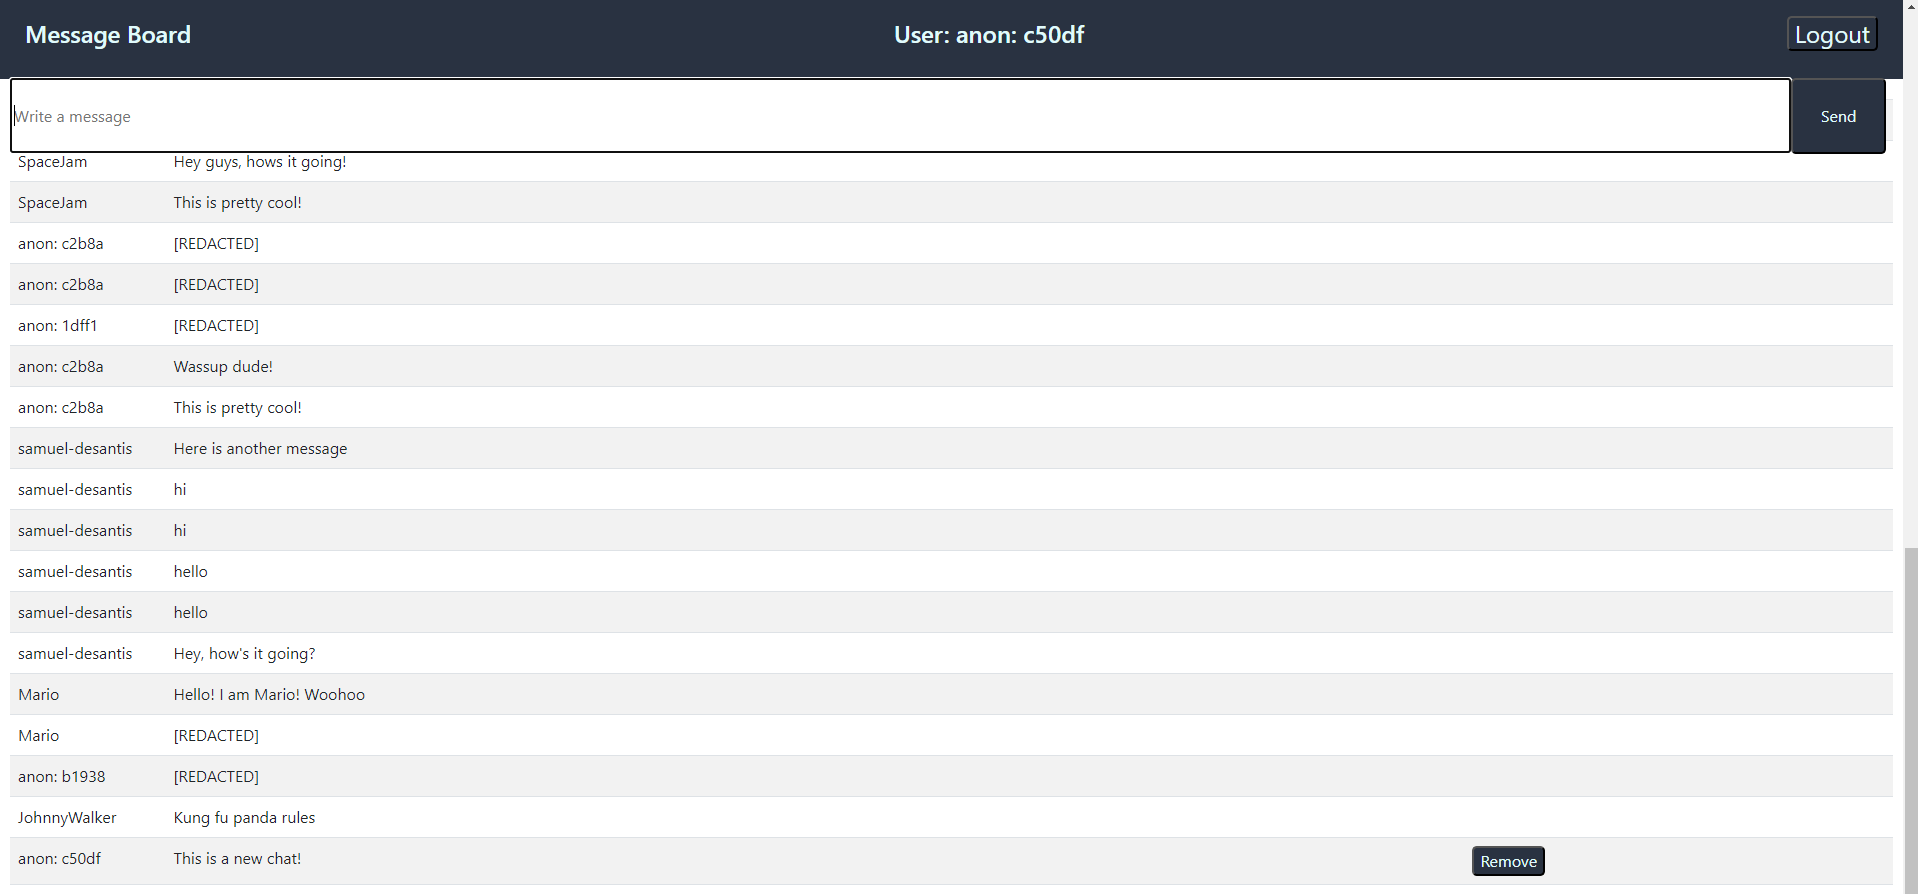 Message Board User: anon: c50df Logout
Write a message Send
SpaceJam Hey guys, hows it going!
SpaceJam This is pretty cool!
anon: c2b8a [REDACTED]
anon: c2b8a [REDACTED]
anon: 1dff1 [REDACTED]
anon: c2b8a Wassup dude!
anon: c2b8a This is pretty cool!
samuel-desantis Here is another message
samuel-desantis hi
samuel-desantis hi
samuel-desantis hello
samuel-desantis hello
samuel-desantis Hey, how's it going?
Mario Hello! I am Mario! Woohoo
Mario [REDACTED]
anon: b1938 [REDACTED]
JohnnyWalker Kung fu panda rules
anon: c50df This is a new chat! Remove